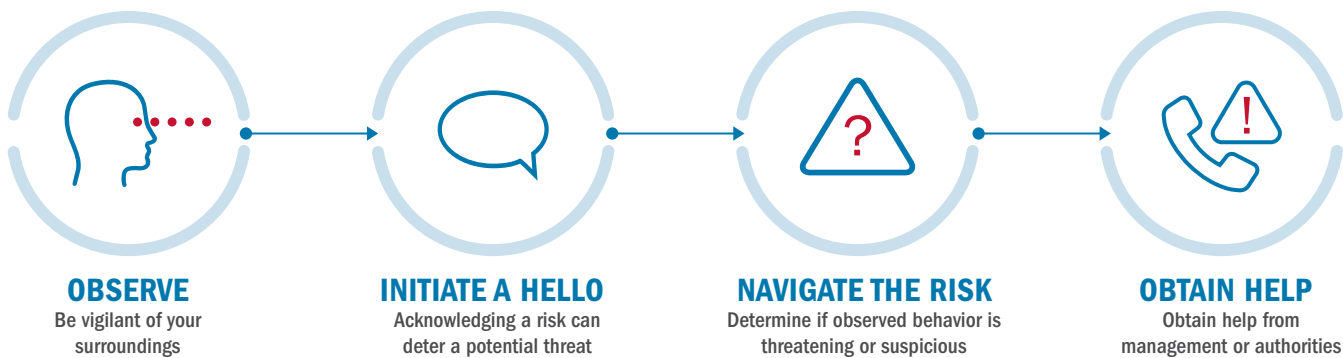 ?
!
OBSERVE
Be vigilant of your
surroundings
INITIATE A HELLO
Acknowledging a risk can
deter a potential threat
NAVIGATE THE RISK
Determine if observed behavior is
threatening or suspicious
OBTAIN HELP
Obtain help from
management or authorities